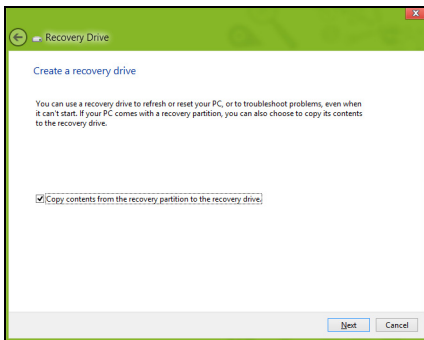 Recovery Drive
Create a recovery drive
You can use a recovery drive to refresh or reset your PC, or to troubleshoot problems, even when
it can't start. If your PC comes with a recovery partition, you can also choose to copy its contents
to the recovery drive.
Copy contents from the recovery partition to the recovery drive.
Next Cancel